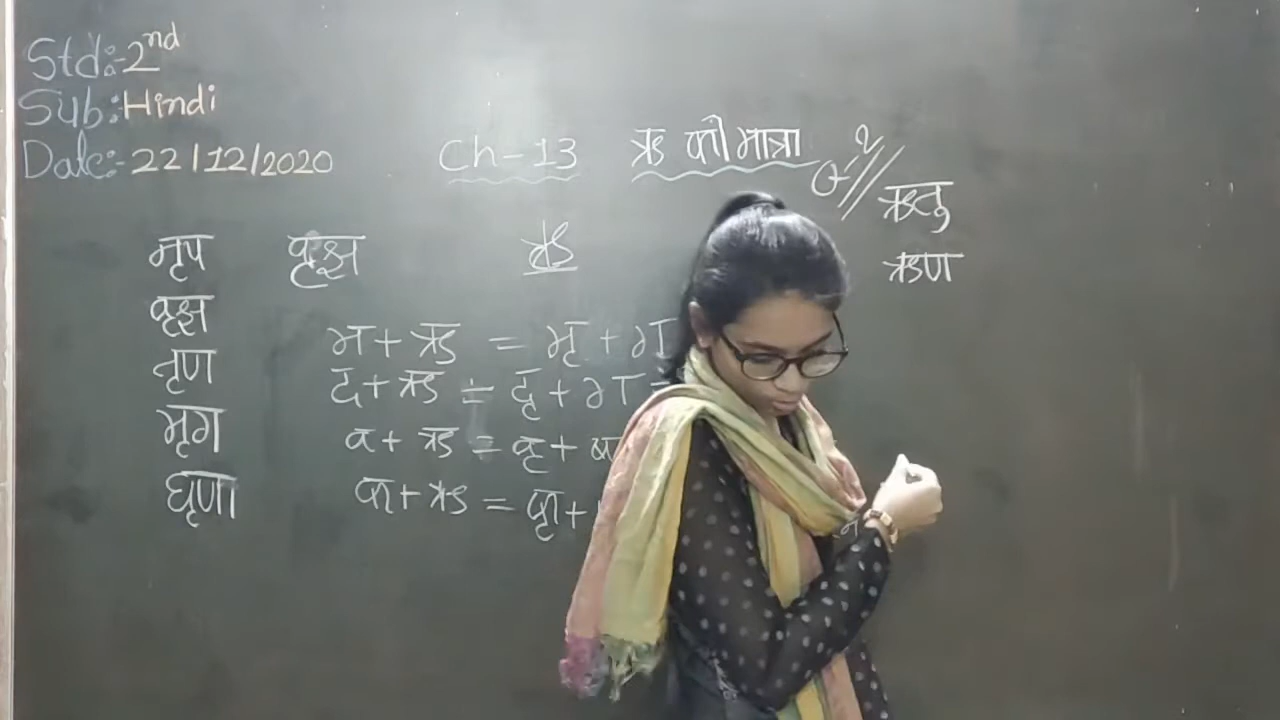 Std:-2nd
Sub:-Hindi
Date:-22/12/2020
Ch-13 ऋ की मात्रा
ऋतु
ऋण
नृप
वृक्ष
तृण
मृग
घृणा
वृक्ष
ऋ
म+ऋ = मृ+ग
द+ऋ = दृ+ग =
व+ऋ = वृ+
क+ऋ = कृ+